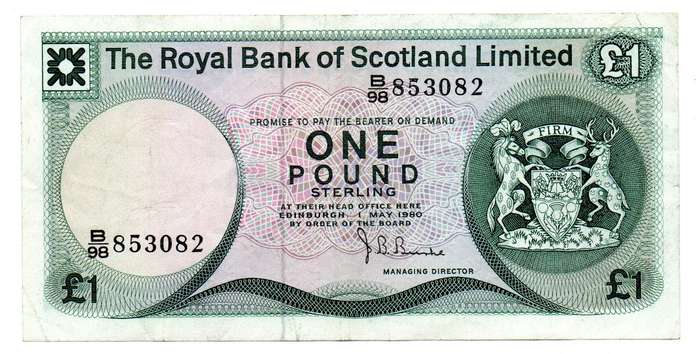 The Royal Bank of Scotland Limited
£1
B/98 853082
PROMISE TO PAY THE BEARER ON DEMAND
ONE
POUND
STERLING
AT THEIR HEAD OFFICE HERE
EDINBURGH. 1 MAY 1980
BY ORDER OF THE BOARD
FIRM
B/98 853082
J B Burke
MANAGING DIRECTOR
£1
£1